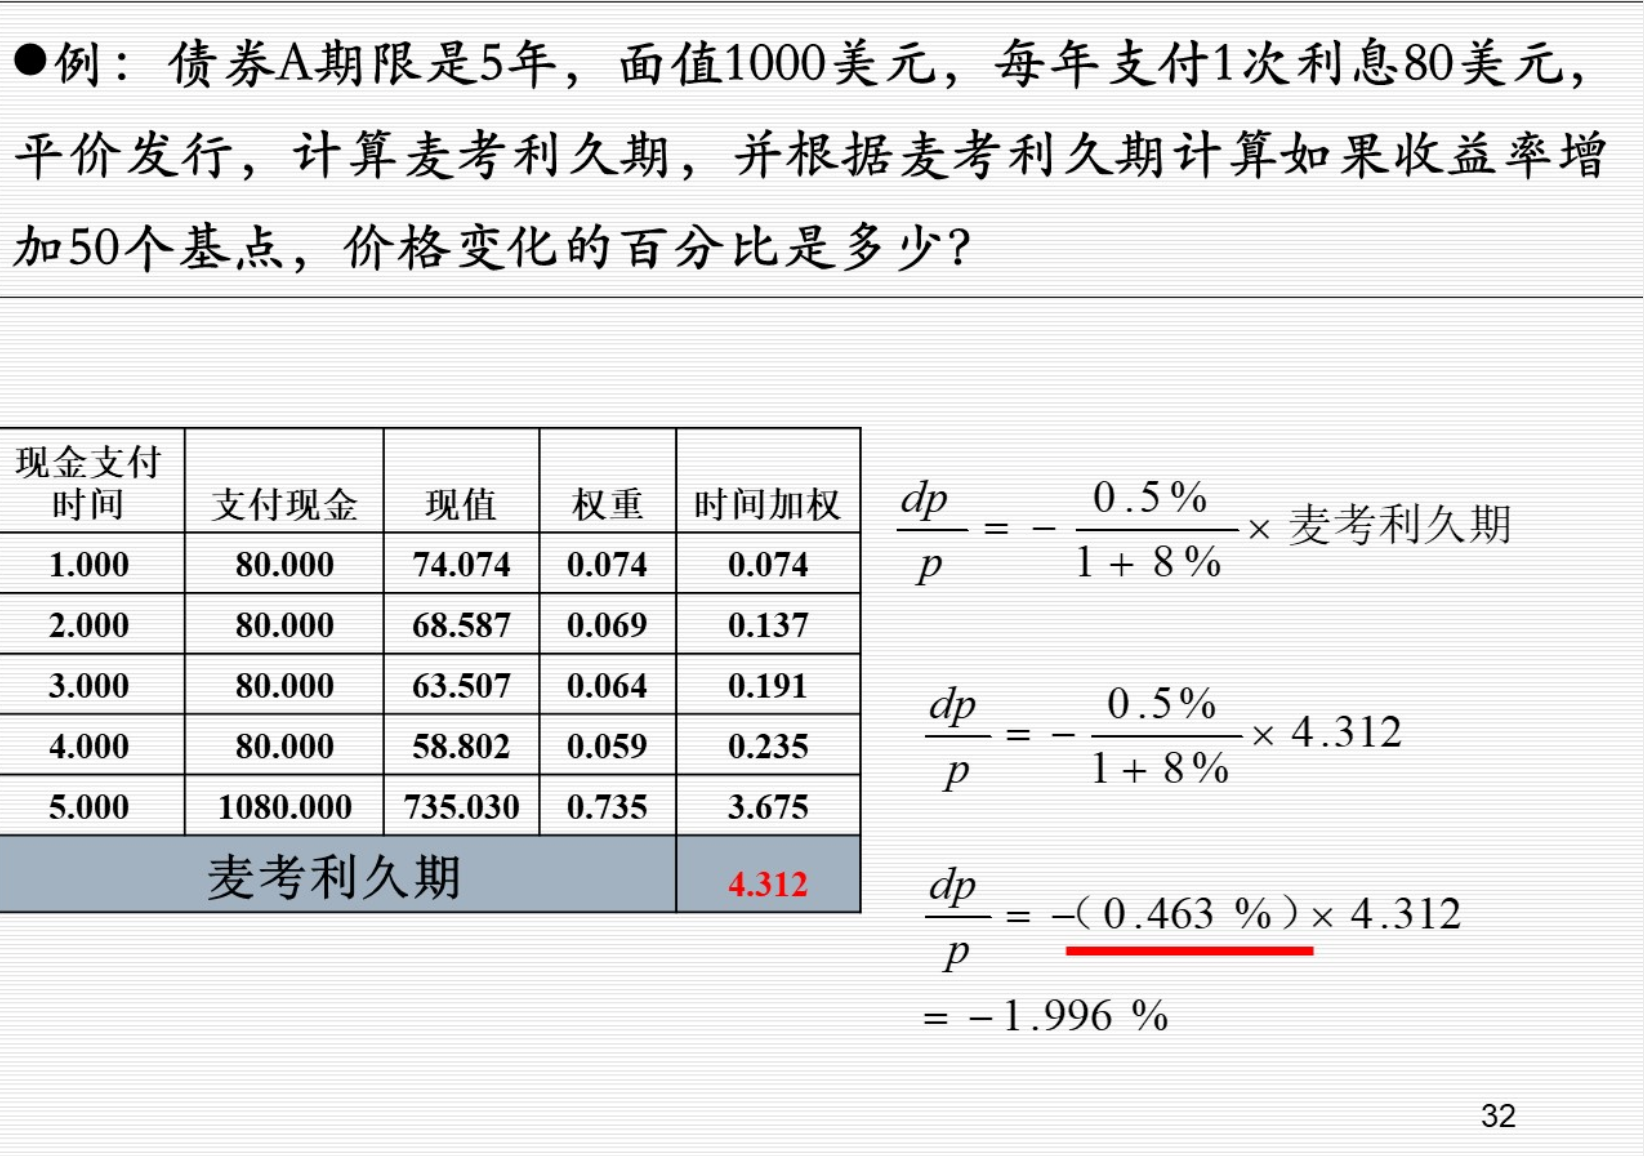 ●例：债券A期限是5年，面值1000美元，每年支付1次利息80美元，
平价发行，计算麦考利久期，并根据麦考利久期计算如果收益率增
加50个基点，价格变化的百分比是多少？
现金支付
时间 支付现金 现值 权重 时间加权
1.000 80.000 74.074 0.074 0.074
2.000 80.000 68.587 0.069 0.137
3.000 80.000 63.507 0.064 0.191
4.000 80.000 58.802 0.059 0.235
5.000 1080.000 735.030 0.735 3.675
麦考利久期 4.312
dp/p = − 0.5%/1+8% × 麦考利久期
dp/p = − 0.5%/1+8% × 4.312
dp/p = −（0.463 %）× 4.312
= −1.996 %
32